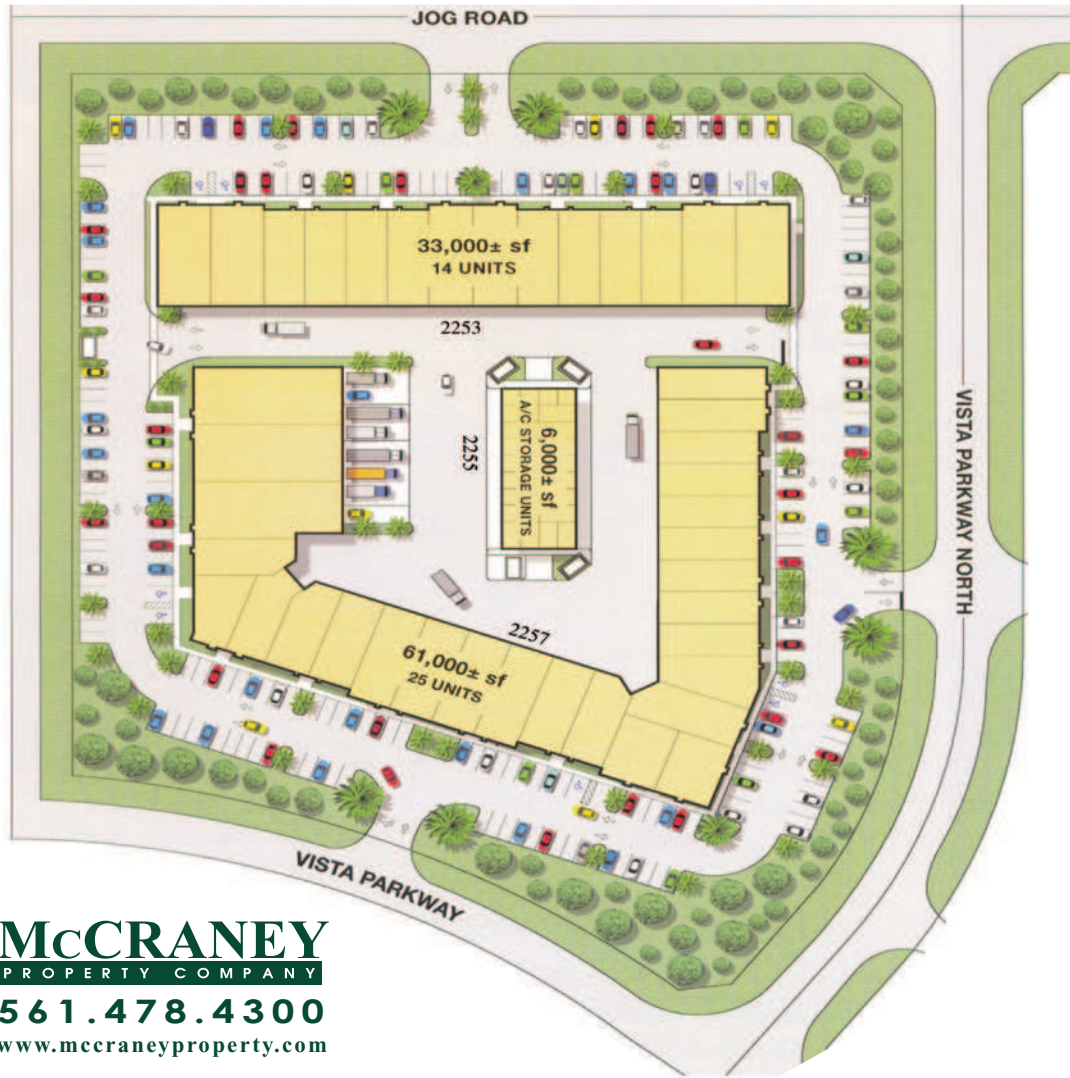 JOG ROAD
33,000± sf
14 UNITS
2253
6,000± sf
A/C STORAGE UNITS
2255
VISTA PARKWAY NORTH
2257
61,000± sf
25 UNITS
VISTA PARKWAY
McCRANEY
PROPERTY COMPANY
561.478.4300
www.mccraneyproperty.com